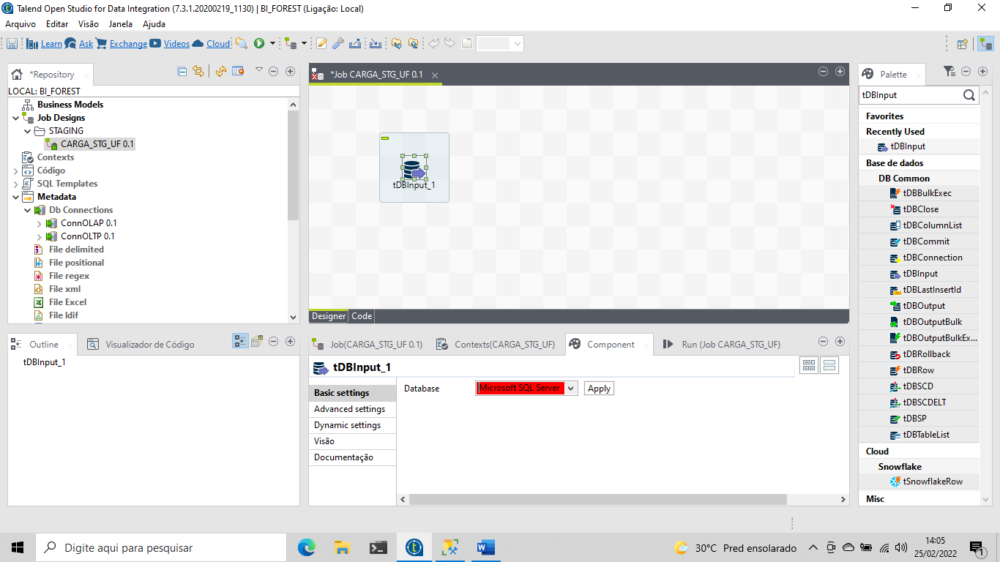 Talend Open Studio for Data Integration (7.3.1.20200219_1130) | BI_FOREST (Ligação: Local)
Arquivo Editar Visão Janela Ajuda
Learn Ask Exchange Videos Cloud
*Repository
LOCAL: BI_FOREST
Business Models
Job Designs
STAGING
CARGA_STG_UF 0.1
Contexts
Código
SQL Templates
Metadata
Db Connections
ConnOLAP 0.1
ConnOLTP 0.1
File delimited
File positional
File regex
File xml
File Excel
File ldif
Outline
Visualizador de Código
tDBInput_1
*Job CARGA_STG_UF 0.1
tDBInput_1
Designer Code
Job(CARGA_STG_UF 0.1)
Contexts(CARGA_STG_UF)
Component
Run (Job CARGA_STG_UF)
tDBInput_1
Basic settings
Advanced settings
Dynamic settings
Visão
Documentação
Database Microsoft SQL Server Apply
Palette
tDBInput
Favorites
Recently Used
tDBInput
Base de dados
DB Common
tDBBulkExec
tDBClose
tDBColumnList
tDBCommit
tDBConnection
tDBInput
tDBLastInsertId
tDBOutput
tDBOutputBulk
tDBOutputBulkEx...
tDBRollback
tDBRow
tDBSCD
tDBSCDELT
tDBSP
tDBTableList
Cloud
Snowflake
tSnowflakeRow
Misc
Digite aqui para pesquisar
30°C Pred ensolarado
14:05
25/02/2022
1